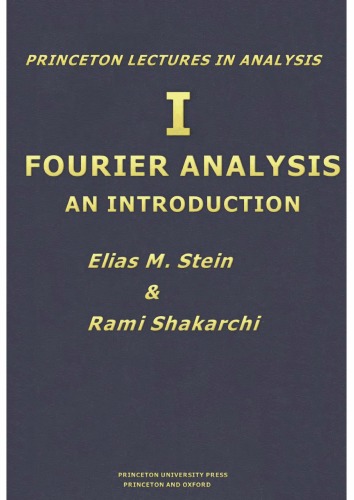 PRINCETON LECTURES IN ANALYSIS
I
FOURIER ANALYSIS
AN INTRODUCTION
Elias M. Stein
&
Rami Shakarchi
PRINCETON UNIVERSITY PRESS
PRINCETON AND OXFORD